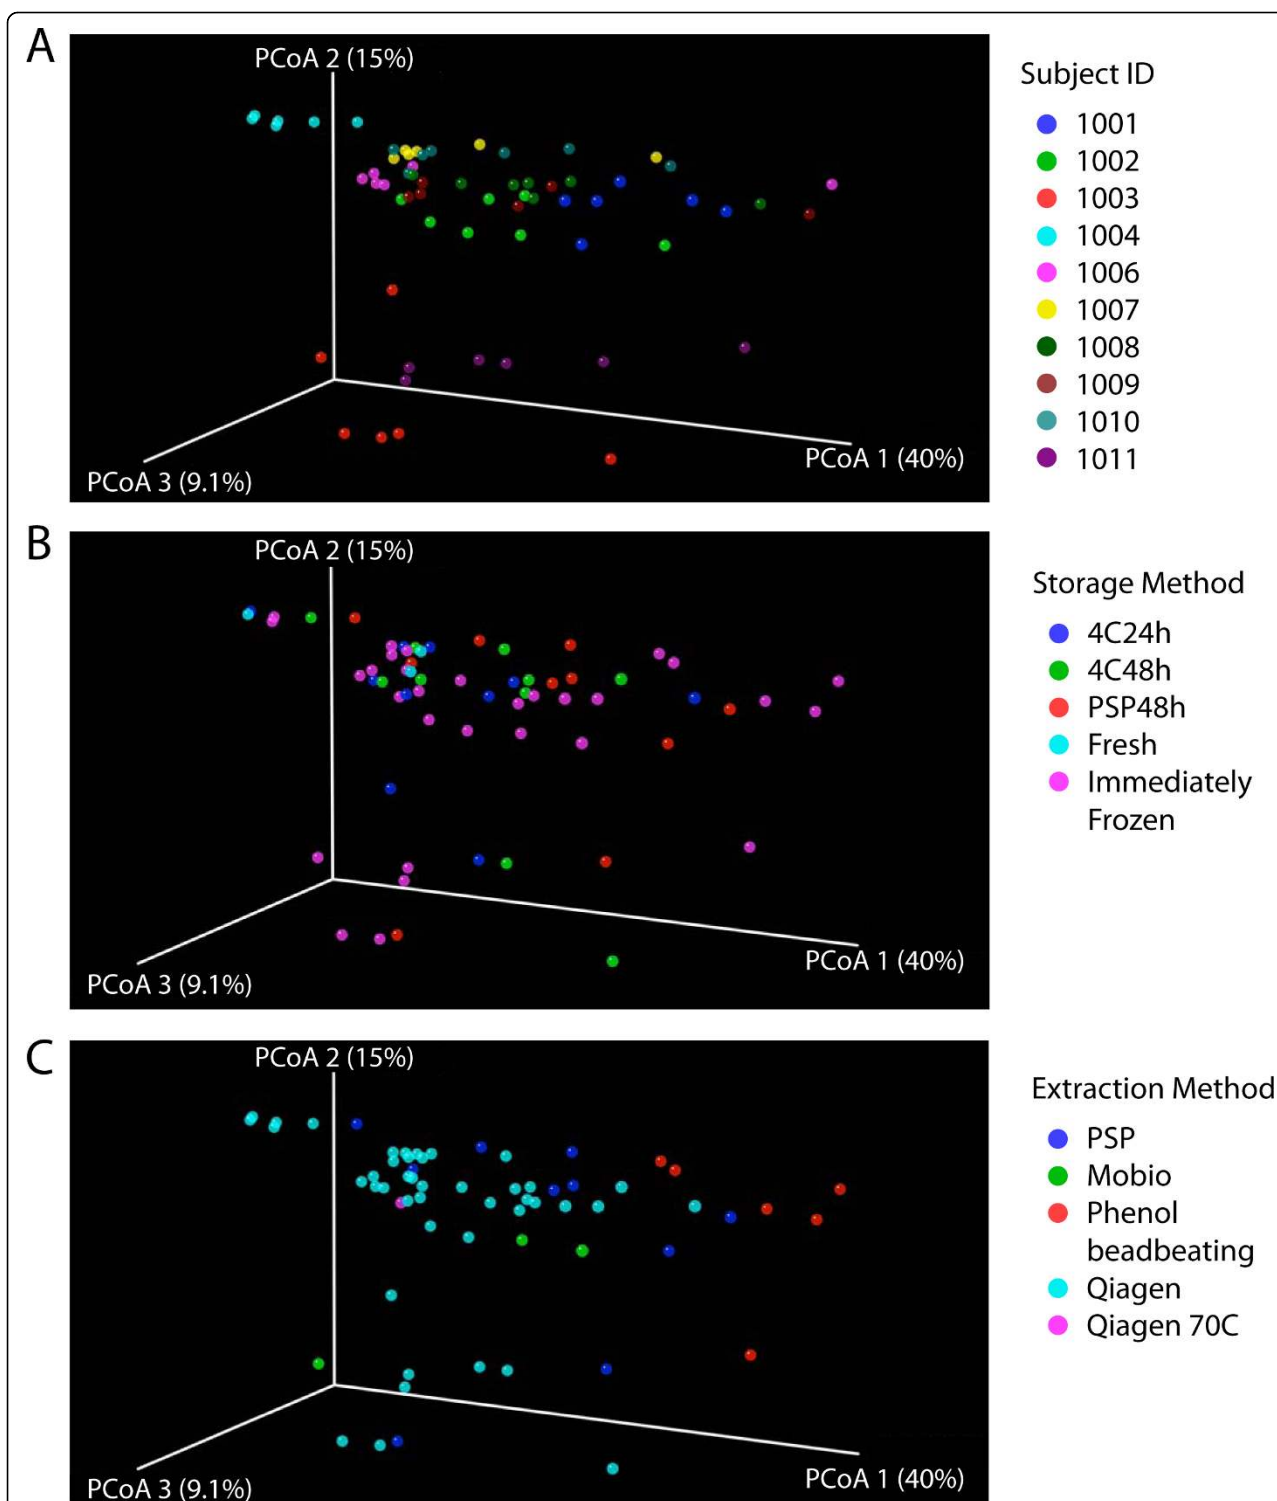 A
PCoA 2 (15%)
PCoA 1 (40%)
PCoA 3 (9.1%)
Subject ID
1001
1002
1003
1004
1006
1007
1008
1009
1010
1011
B
PCoA 2 (15%)
PCoA 1 (40%)
PCoA 3 (9.1%)
Storage Method
4C24h
4C48h
PSP48h
Fresh
Immediately
Frozen
C
PCoA 2 (15%)
PCoA 1 (40%)
PCoA 3 (9.1%)
Extraction Method
PSP
Mobio
Phenol
beadbeating
Qiagen
Qiagen 70C